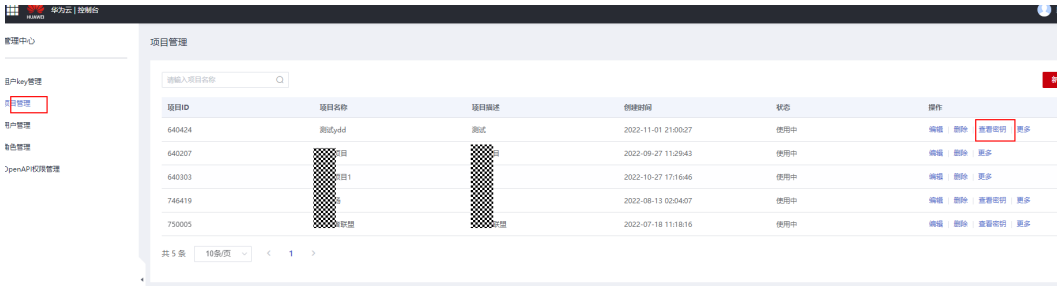 HUAWEI 华为云 | 控制台
管理中心
项目管理
用户key管理
项目管理
用户管理
角色管理
OpenAPI权限管理
请输入项目名称
新
项目ID 项目名称 项目描述 创建时间 状态 操作
640424 测试ydd 测试 2022-11-01 21:00:27 使用中 编辑 删除 查看密钥 更多
640207 项目 目 2022-09-27 11:29:43 使用中 编辑 删除 更多
640303 项目1 2022-10-27 17:16:46 使用中 编辑 删除 更多
746419 2022-08-13 02:04:07 使用中 编辑 删除 查看密钥 更多
750005 联盟 联盟 2022-07-18 11:18:16 使用中 编辑 删除 查看密钥 更多
共 5 条 10条/页 1